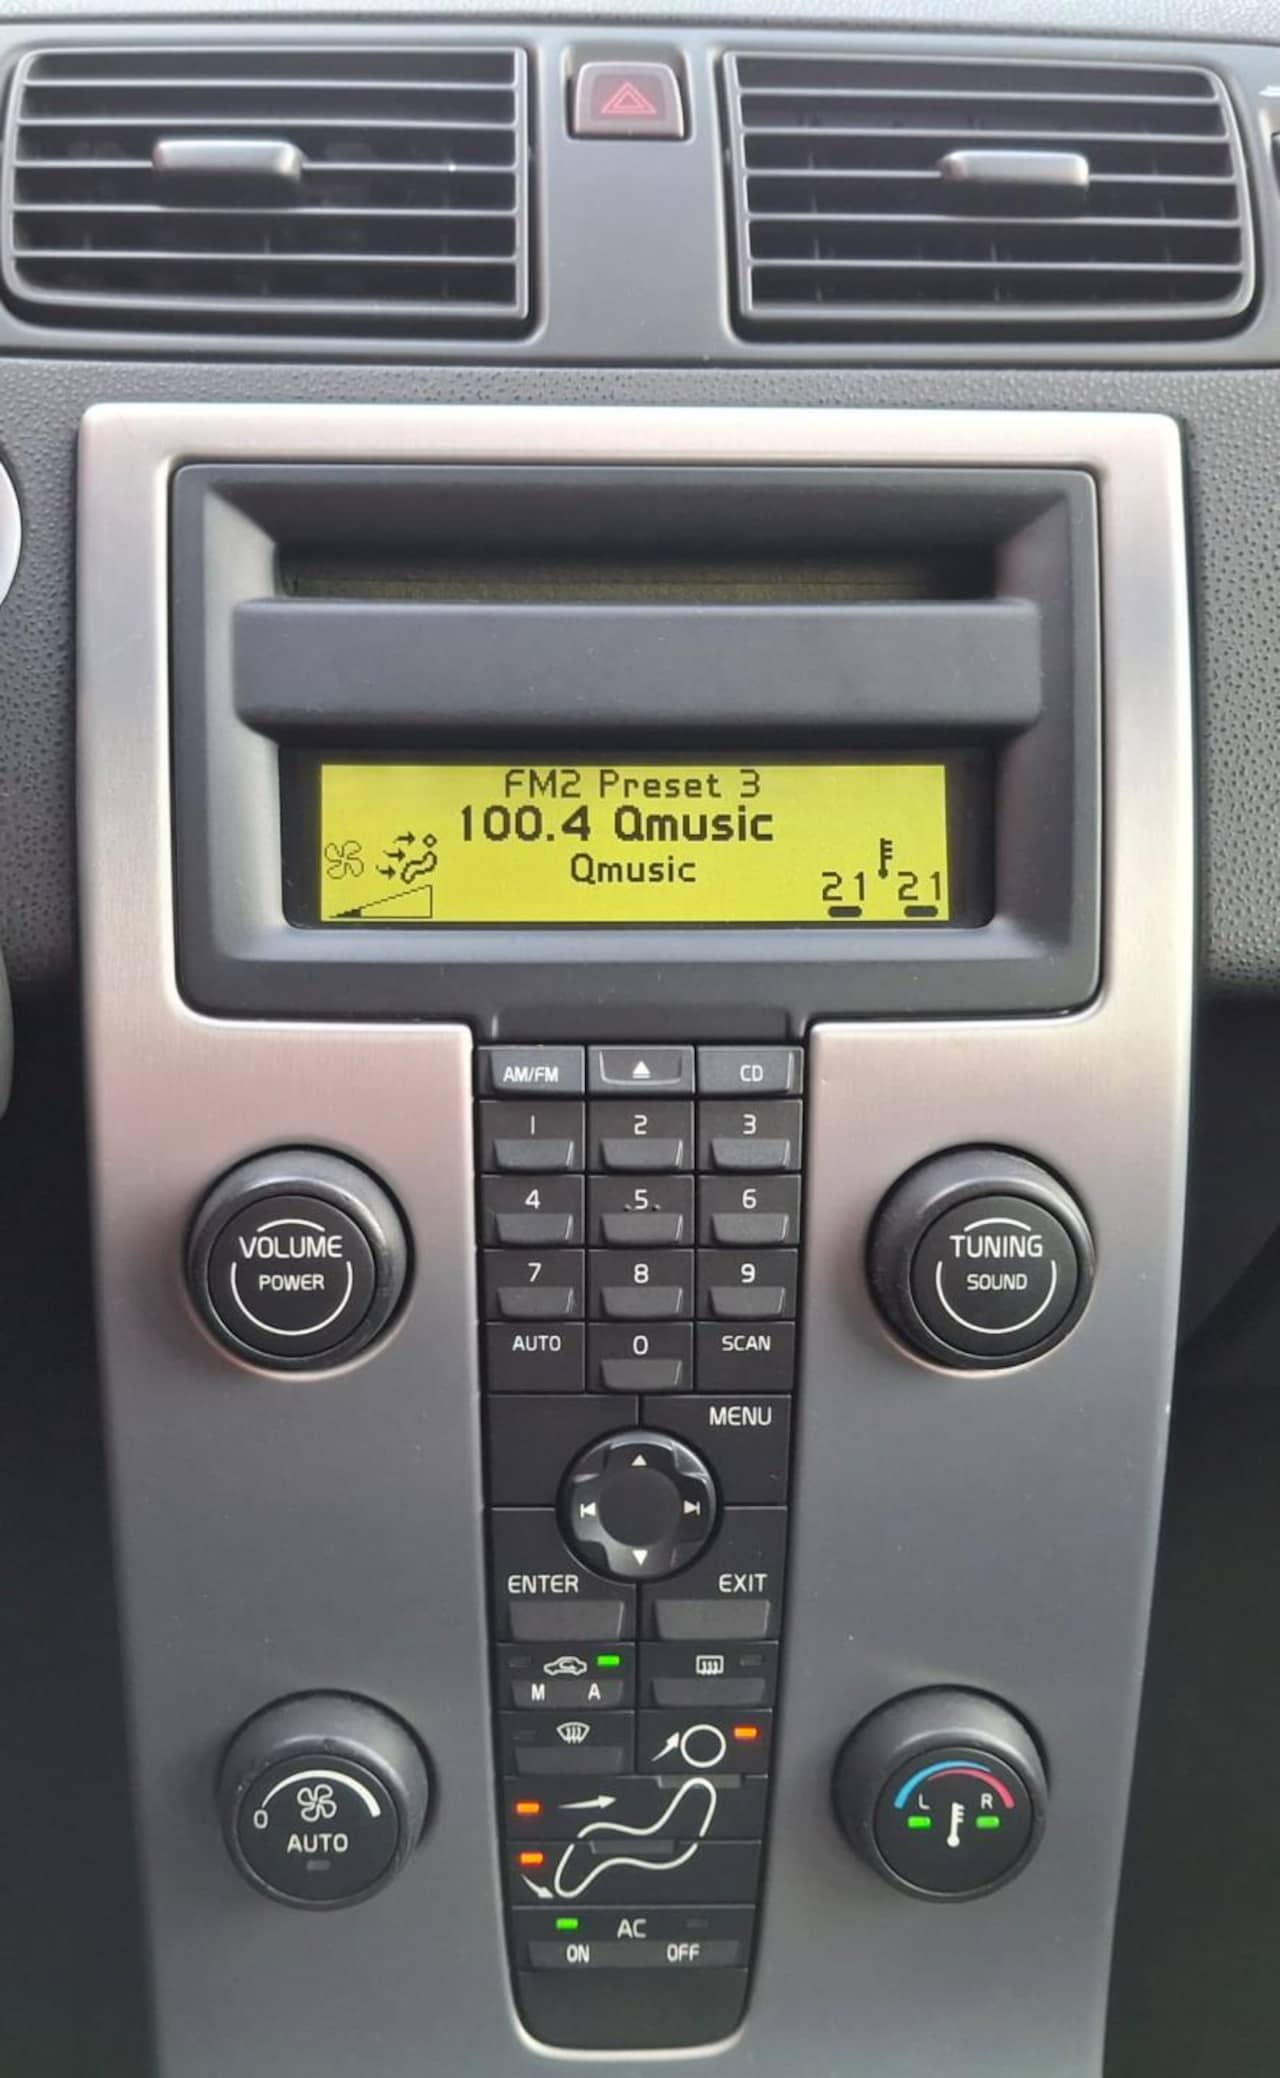 FM2 Preset 3
100.4 Qmusic
Qmusic
21 21
AM/FM CD
1 2 3
4 5 6
7 8 9
AUTO 0 SCAN
VOLUME
POWER
TUNING
SOUND
MENU
ENTER EXIT
M A
0
AUTO
L R
AC
ON OFF